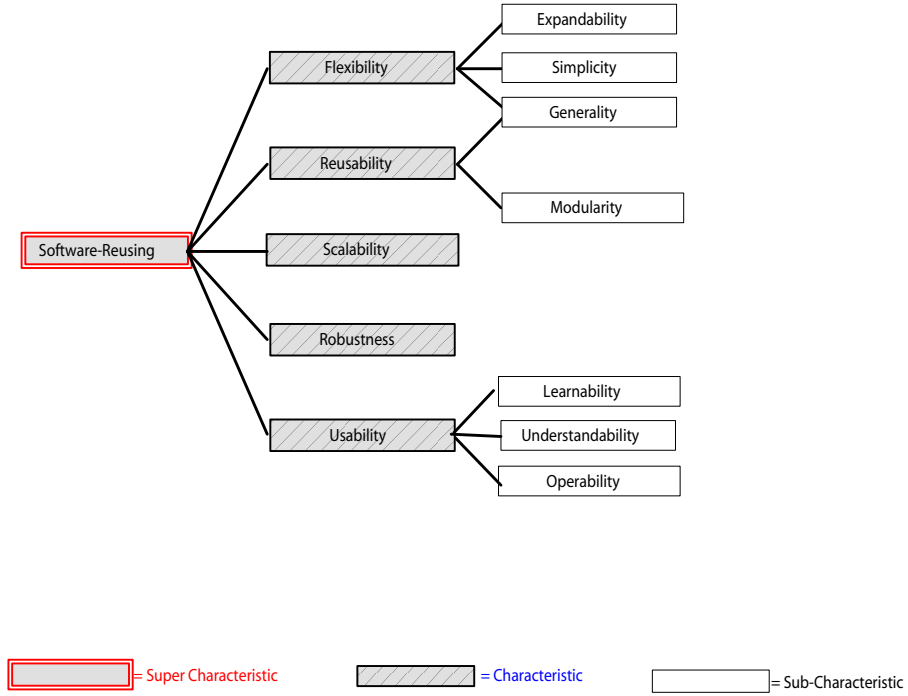 Expandability
Flexibility
Simplicity
Generality
Reusability
Modularity
Software-Reusing
Scalability
Robustness
Learnability
Usability
Understandability
Operability
= Super Characteristic
= Characteristic
= Sub-Characteristic